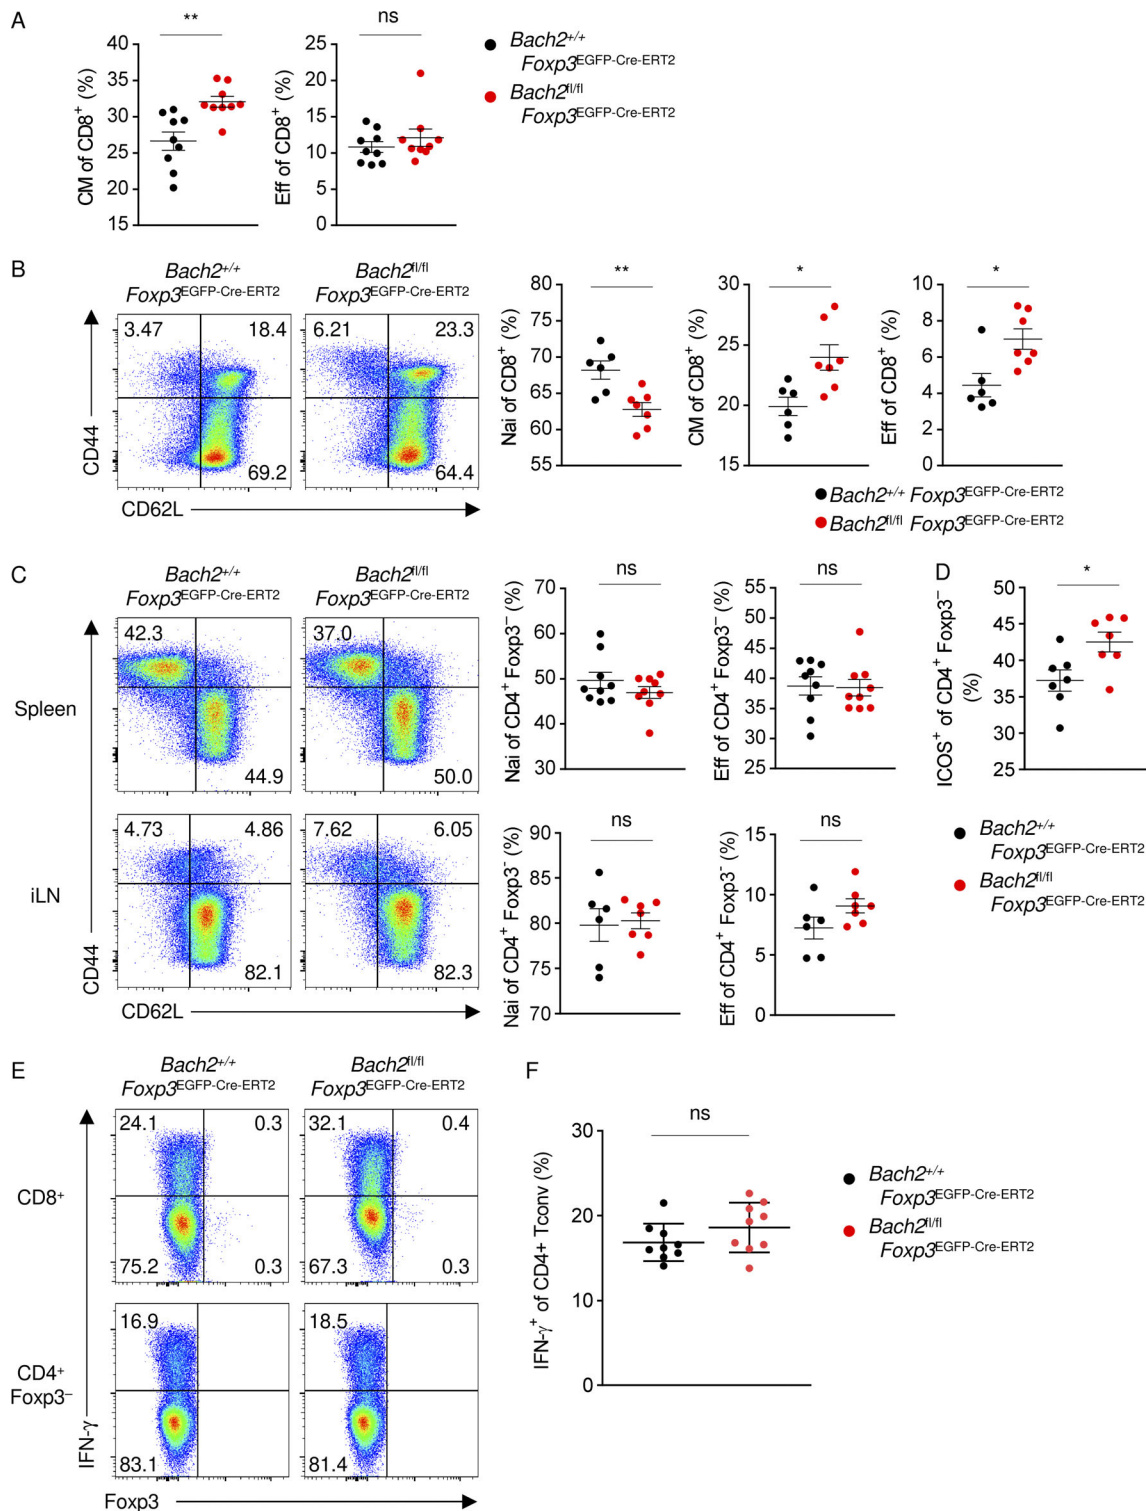 A
**
ns
40
35
30
25
20
15
CM of CD8⁺ (%)
25
20
15
10
5
0
Eff of CD8⁺ (%)
Bach2⁺/⁺
Foxp3ᴱᴳᶠᴾ⁻ᶜʳᵉ⁻ᴱᴿᵀ²
Bach2ᶠˡ/ᶠˡ
Foxp3ᴱᴳᶠᴾ⁻ᶜʳᵉ⁻ᴱᴿᵀ²
B
Bach2⁺/⁺
Foxp3ᴱᴳᶠᴾ⁻ᶜʳᵉ⁻ᴱᴿᵀ²
Bach2ᶠˡ/ᶠˡ
Foxp3ᴱᴳᶠᴾ⁻ᶜʳᵉ⁻ᴱᴿᵀ²
3.47 18.4
69.2
6.21 23.3
64.4
CD44
CD62L
**
80
75
70
65
60
55
Nai of CD8⁺ (%)
*
30
25
20
15
CM of CD8⁺ (%)
*
10
8
6
4
2
0
Eff of CD8⁺ (%)
Bach2⁺/⁺ Foxp3ᴱᴳᶠᴾ⁻ᶜʳᵉ⁻ᴱᴿᵀ²
Bach2ᶠˡ/ᶠˡ Foxp3ᴱᴳᶠᴾ⁻ᶜʳᵉ⁻ᴱᴿᵀ²
C
Bach2⁺/⁺
Foxp3ᴱᴳᶠᴾ⁻ᶜʳᵉ⁻ᴱᴿᵀ²
Bach2ᶠˡ/ᶠˡ
Foxp3ᴱᴳᶠᴾ⁻ᶜʳᵉ⁻ᴱᴿᵀ²
Spleen
42.3
44.9
37.0
50.0
iLN
4.73 4.86
82.1
7.62 6.05
82.3
CD44
CD62L
ns
70
60
50
40
30
Nai of CD4⁺ Foxp3⁻ (%)
ns
55
50
45
40
35
30
25
Eff of CD4⁺ Foxp3⁻ (%)
ns
90
85
80
75
70
Nai of CD4⁺ Foxp3⁻ (%)
ns
15
10
5
0
Eff of CD4⁺ Foxp3⁻ (%)
D
*
50
45
40
35
30
25
ICOS⁺ of CD4⁺ Foxp3⁻
(%)
Bach2⁺/⁺
Foxp3ᴱᴳᶠᴾ⁻ᶜʳᵉ⁻ᴱᴿᵀ²
Bach2ᶠˡ/ᶠˡ
Foxp3ᴱᴳᶠᴾ⁻ᶜʳᵉ⁻ᴱᴿᵀ²
E
Bach2⁺/⁺
Foxp3ᴱᴳᶠᴾ⁻ᶜʳᵉ⁻ᴱᴿᵀ²
Bach2ᶠˡ/ᶠˡ
Foxp3ᴱᴳᶠᴾ⁻ᶜʳᵉ⁻ᴱᴿᵀ²
CD8⁺
24.1 0.3
75.2 0.3
32.1 0.4
67.3 0.3
CD4⁺
Foxp3⁻
16.9
83.1
18.5
81.4
IFN-γ
Foxp3
F
ns
30
20
10
0
IFN-γ⁺ of CD4+ Tconv (%)
Bach2⁺/⁺
Foxp3ᴱᴳᶠᴾ⁻ᶜʳᵉ⁻ᴱᴿᵀ²
Bach2ᶠˡ/ᶠˡ
Foxp3ᴱᴳᶠᴾ⁻ᶜʳᵉ⁻ᴱᴿᵀ²